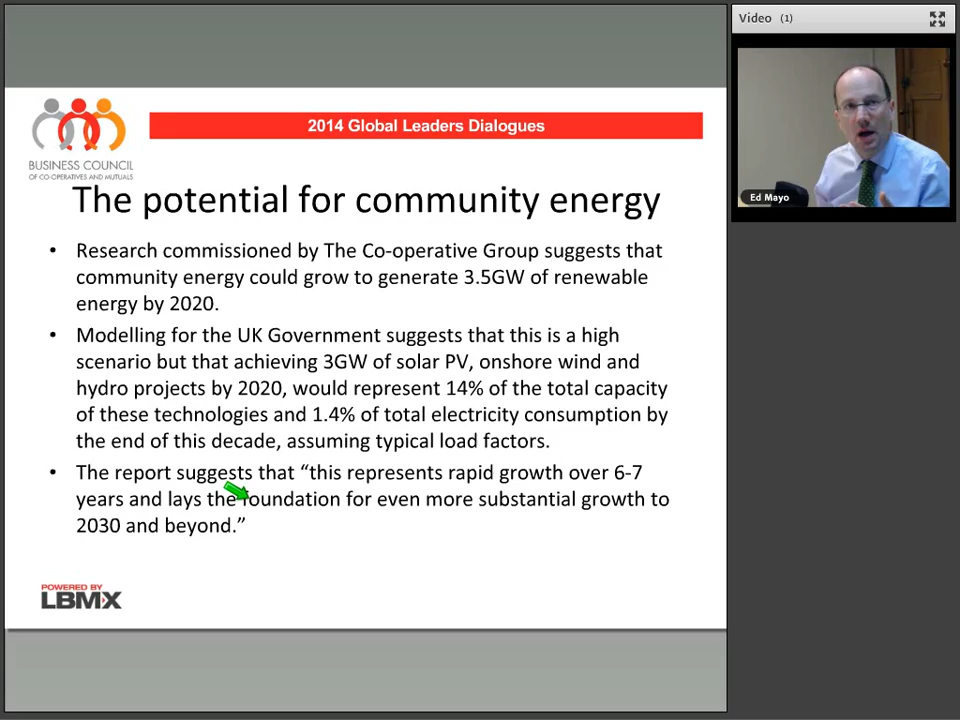 Video (1)
Ed Mayo
2014 Global Leaders Dialogues
BUSINESS COUNCIL
OF CO-OPERATIVES AND MUTUALS
The potential for community energy
• Research commissioned by The Co-operative Group suggests that
community energy could grow to generate 3.5GW of renewable
energy by 2020.
• Modelling for the UK Government suggests that this is a high
scenario but that achieving 3GW of solar PV, onshore wind and
hydro projects by 2020, would represent 14% of the total capacity
of these technologies and 1.4% of total electricity consumption by
the end of this decade, assuming typical load factors.
• The report suggests that “this represents rapid growth over 6-7
years and lays the foundation for even more substantial growth to
2030 and beyond.”
POWERED BY
LBMX